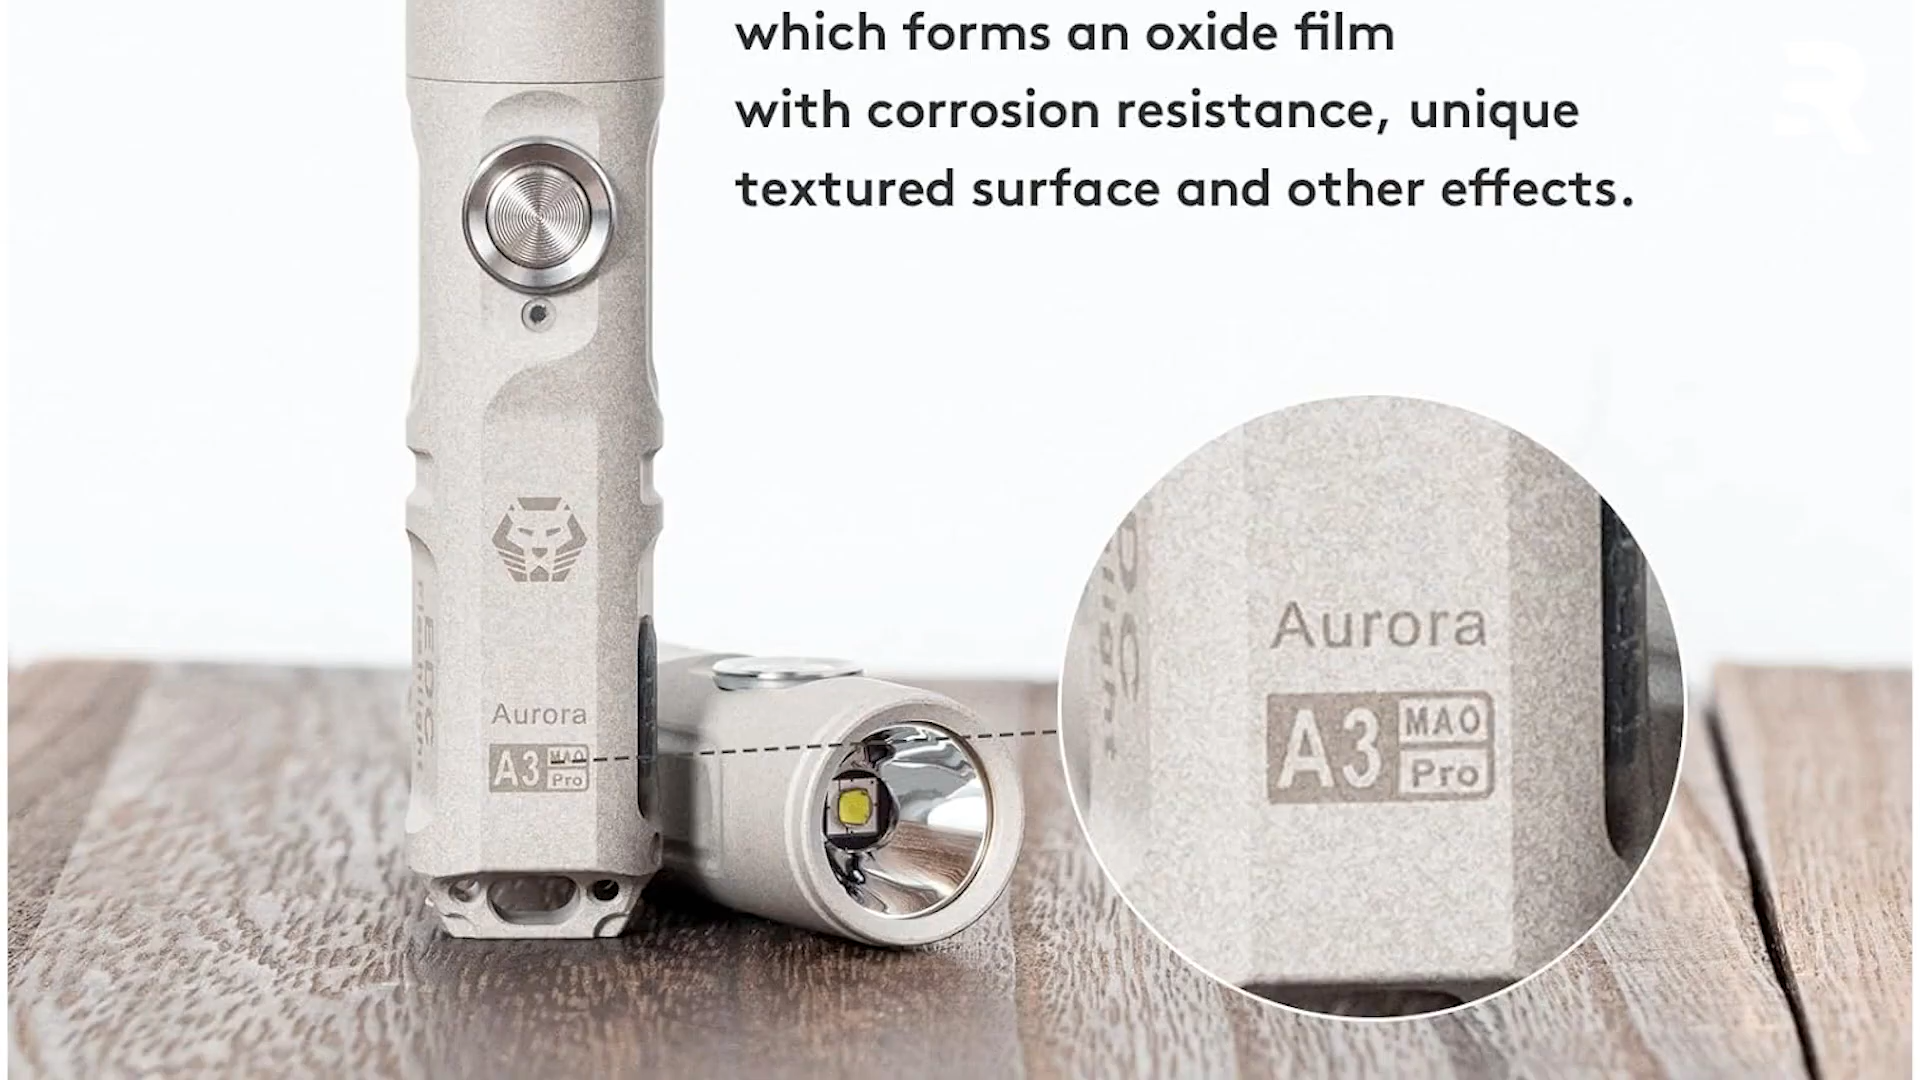 which forms an oxide film
with corrosion resistance, unique
textured surface and other effects.
EDC
Aurora
A3 MAO
Pro
Aurora
A3 MAO
Pro